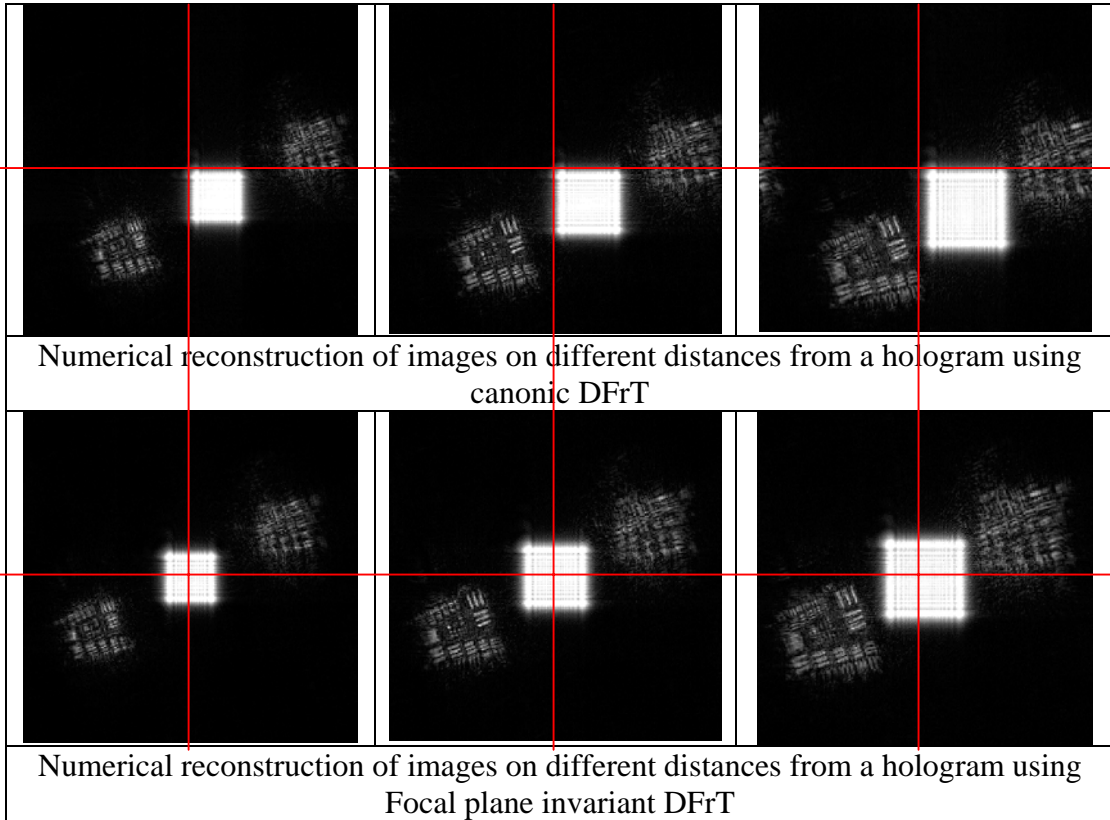 Numerical reconstruction of images on different distances from a hologram using
canonic DFrT
Numerical reconstruction of images on different distances from a hologram using
Focal plane invariant DFrT